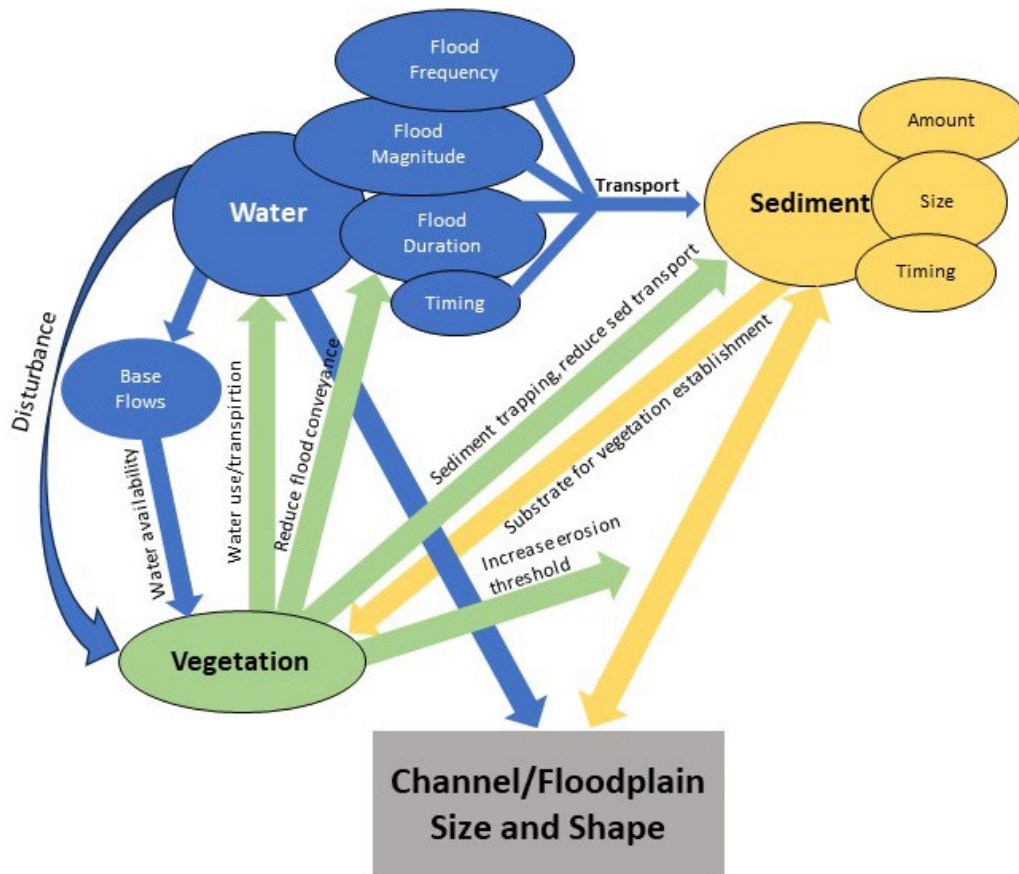 Flood
Frequency
Flood
Magnitude
Water
Flood
Duration
Timing
Transport
Sediment
Amount
Size
Timing
Disturbance
Base
Flows
Water availability
Water use/transpirtion
Reduce flood conveyance
Sediment trapping, reduce sed transport
Substrate for vegetation establishment
Increase erosion
threshold
Vegetation
Channel/Floodplain
Size and Shape